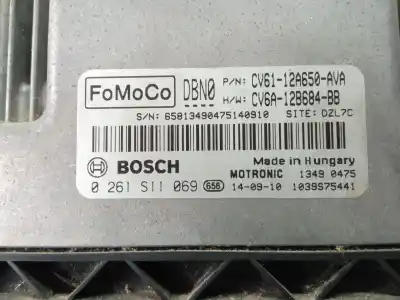 FoMoCo DBN0 P/N: CV61-12A650-AVA
H/W: CV6A-12B684-BB
S/N: 65813490475140910 SITE: DZL7C
BOSCH Made in Hungary
MOTRONIC 1349 0475
0 261 S11 069 656 14-09-10 1039S75441